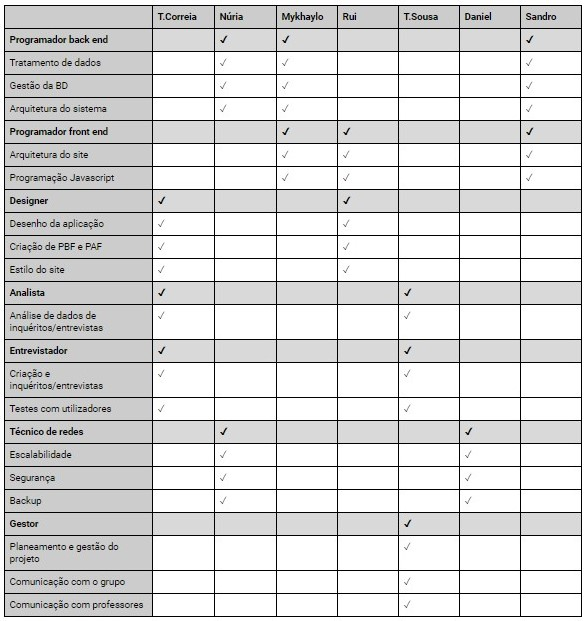 T.Correia Núria Mykhaylo Rui T.Sousa Daniel Sandro
Programador back end ✓ ✓ ✓
Tratamento de dados ✓ ✓ ✓
Gestão da BD ✓ ✓ ✓
Arquitetura do sistema ✓ ✓ ✓
Programador front end ✓ ✓ ✓
Arquitetura do site ✓ ✓ ✓
Programação Javascript ✓ ✓ ✓
Designer ✓ ✓
Desenho da aplicação ✓ ✓
Criação de PBF e PAF ✓ ✓
Estilo do site ✓ ✓
Analista ✓ ✓
Análise de dados de
inquéritos/entrevistas ✓ ✓
Entrevistador ✓ ✓
Criação e
inquéritos/entrevistas ✓ ✓
Testes com utilizadores ✓ ✓
Técnico de redes ✓ ✓
Escalabilidade ✓ ✓
Segurança ✓ ✓
Backup ✓ ✓
Gestor ✓
Planeamento e gestão do
projeto ✓
Comunicação com o grupo ✓
Comunicação com professores ✓